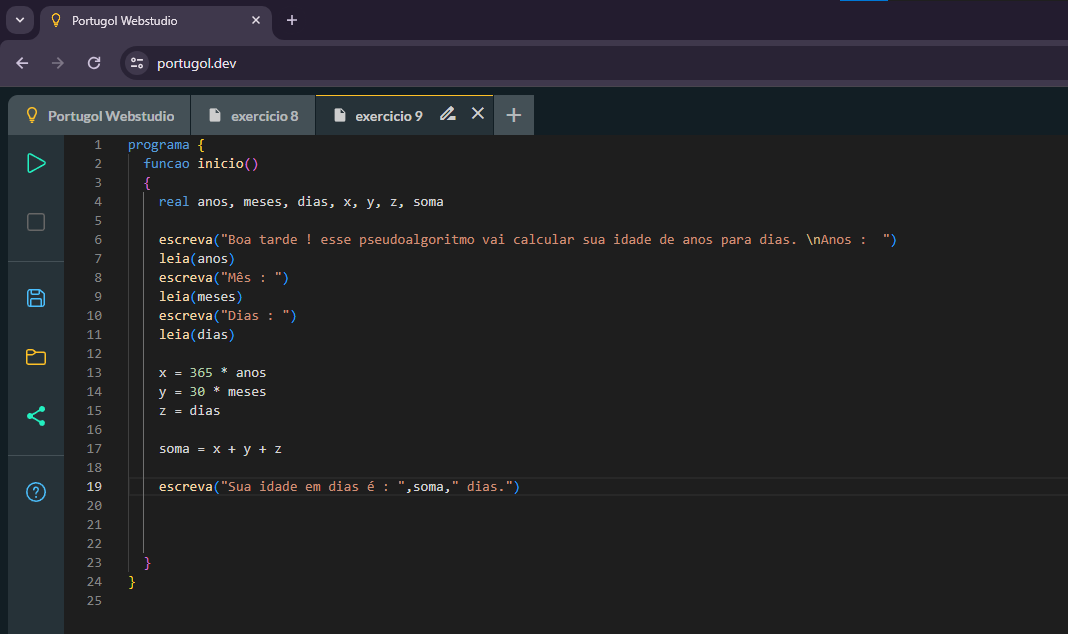 Portugol Webstudio
portugol.dev
Portugol Webstudio exercicio 8 exercicio 9
1 programa {
2 funcao inicio()
3 {
4 real anos, meses, dias, x, y, z, soma
5
6 escreva("Boa tarde ! esse pseudoalgoritmo vai calcular sua idade de anos para dias. \nAnos :  ")
7 leia(anos)
8 escreva("Mês : ")
9 leia(meses)
10 escreva("Dias : ")
11 leia(dias)
12
13 x = 365 * anos
14 y = 30 * meses
15 z = dias
16
17 soma = x + y + z
18
19 escreva("Sua idade em dias é : ",soma," dias.")
20
21
22
23 }
24 }
25